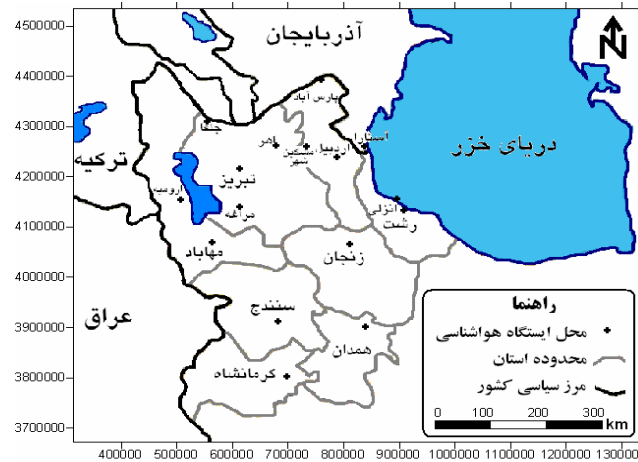 4500000
4400000
4300000
4200000
4100000
4000000
3900000
3800000
3700000
آذربایجان
N
پارس آباد
جلفا
اهر
مشکین شهر
اردبیل
آستارا
دریای خزر
ترکیه
تبریز
ارومیه
مراغه
انزلی
رشت
مهاباد
زنجان
سنندج
عراق
همدان
کرمانشاه
راهنما
محل ایستگاه هواشناسی
محدوده استان
مرز سیاسی کشور
0 100 200 300
400000 500000 600000 700000 800000 900000 1000000 1100000 1200000 1300000